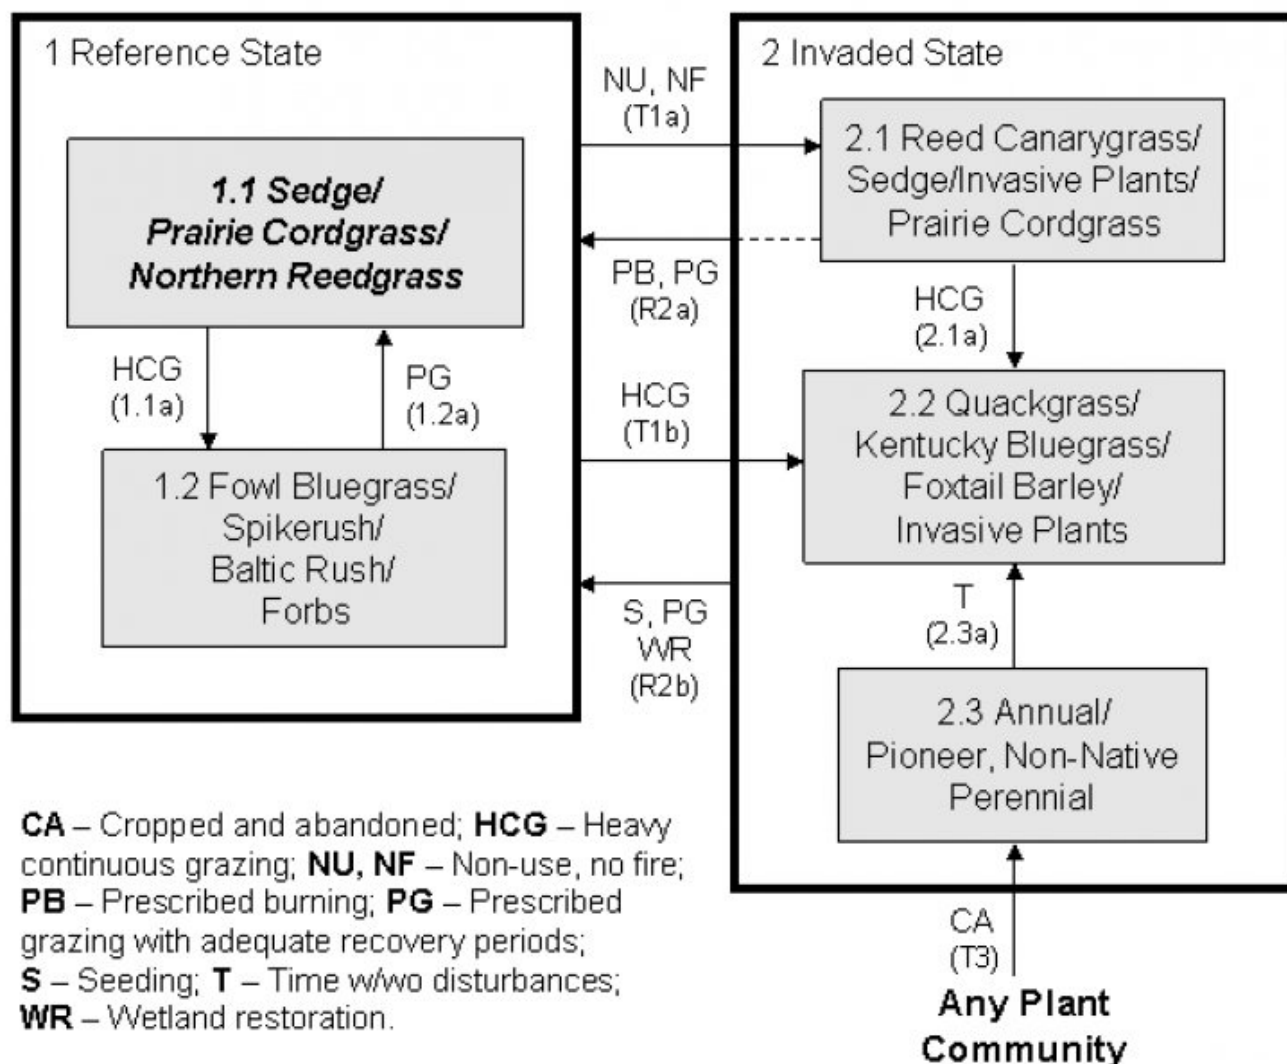 1 Reference State
1.1 Sedge/
Prairie Cordgrass/
Northern Reedgrass
HCG
(1.1a)
PG
(1.2a)
1.2 Fowl Bluegrass/
Spikerush/
Baltic Rush/
Forbs
NU, NF
(T1a)
PB, PG
(R2a)
HCG
(T1b)
S, PG
WR
(R2b)
2 Invaded State
2.1 Reed Canarygrass/
Sedge/Invasive Plants/
Prairie Cordgrass
HCG
(2.1a)
2.2 Quackgrass/
Kentucky Bluegrass/
Foxtail Barley/
Invasive Plants
T
(2.3a)
2.3 Annual/
Pioneer, Non-Native
Perennial
CA
(T3)
Any Plant
Community
CA – Cropped and abandoned; HCG – Heavy
continuous grazing; NU, NF – Non-use, no fire;
PB – Prescribed burning; PG – Prescribed
grazing with adequate recovery periods;
S – Seeding; T – Time w/wo disturbances;
WR – Wetland restoration.